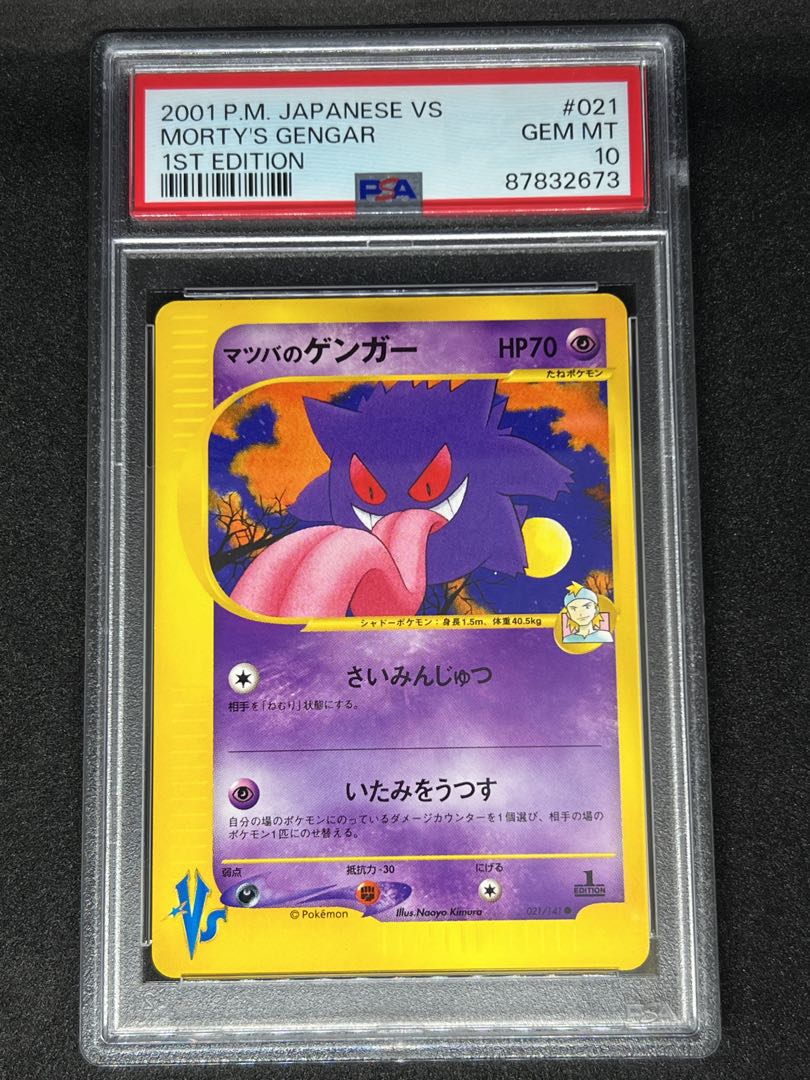 2001 P.M. JAPANESE VS #021
MORTY'S GENGAR GEM MT
1ST EDITION 10
PSA 87832673
マツバのゲンガー HP70
たねポケモン
シャドーポケモン：身長1.5m、体重40.5kg
さいみんじゅつ
相手を「ねむり」状態にする。
いたみをうつす
自分の場のポケモンにのっているダメージカウンターを1個選び、相手の場の
ポケモン1匹にのせ替える。
弱点 抵抗力-30 にげる
1
EDITION
VS
©Pokémon Illus.Naoyo Kimura 021/141●
PSA